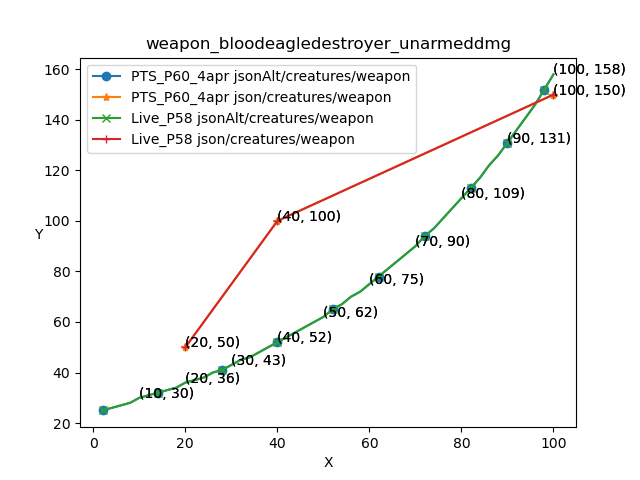 weapon_bloodeagledestroyer_unarmeddmg
PTS_P60_4apr jsonAlt/creatures/weapon
PTS_P60_4apr json/creatures/weapon
Live_P58 jsonAlt/creatures/weapon
Live_P58 json/creatures/weapon
(100, 158)
(100, 150)
(90, 131)
(80, 109)
(40, 100)
(70, 90)
(60, 75)
(50, 62)
(20, 50)
(40, 52)
(30, 43)
(20, 36)
(10, 30)
160
140
120
100
80
60
40
20
Y
0 20 40 60 80 100
X